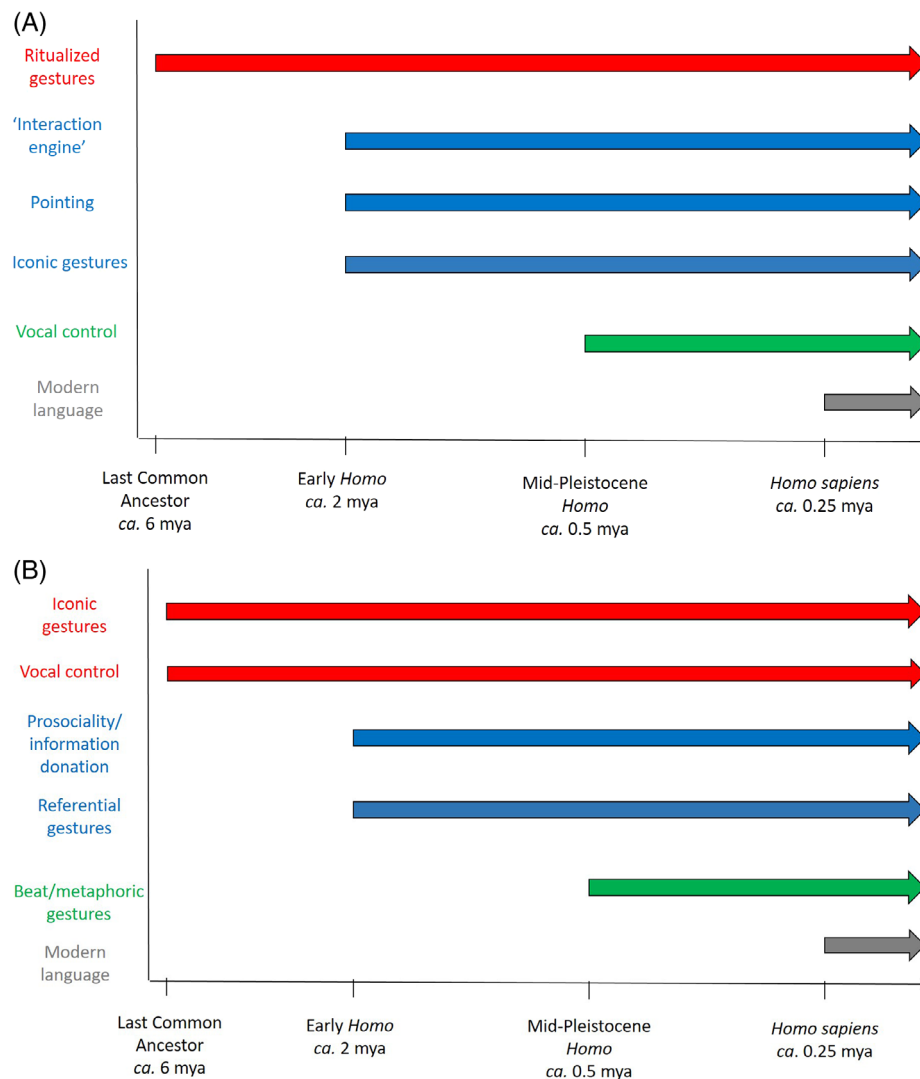 (A)
Ritualized
gestures
‘Interaction
engine’
Pointing
Iconic gestures
Vocal control
Modern
language
Last Common
Ancestor
ca. 6 mya
Early Homo
ca. 2 mya
Mid-Pleistocene
Homo
ca. 0.5 mya
Homo sapiens
ca. 0.25 mya
(B)
Iconic
gestures
Vocal control
Prosociality/
information
donation
Referential
gestures
Beat/metaphoric
gestures
Modern
language
Last Common
Ancestor
ca. 6 mya
Early Homo
ca. 2 mya
Mid-Pleistocene
Homo
ca. 0.5 mya
Homo sapiens
ca. 0.25 mya